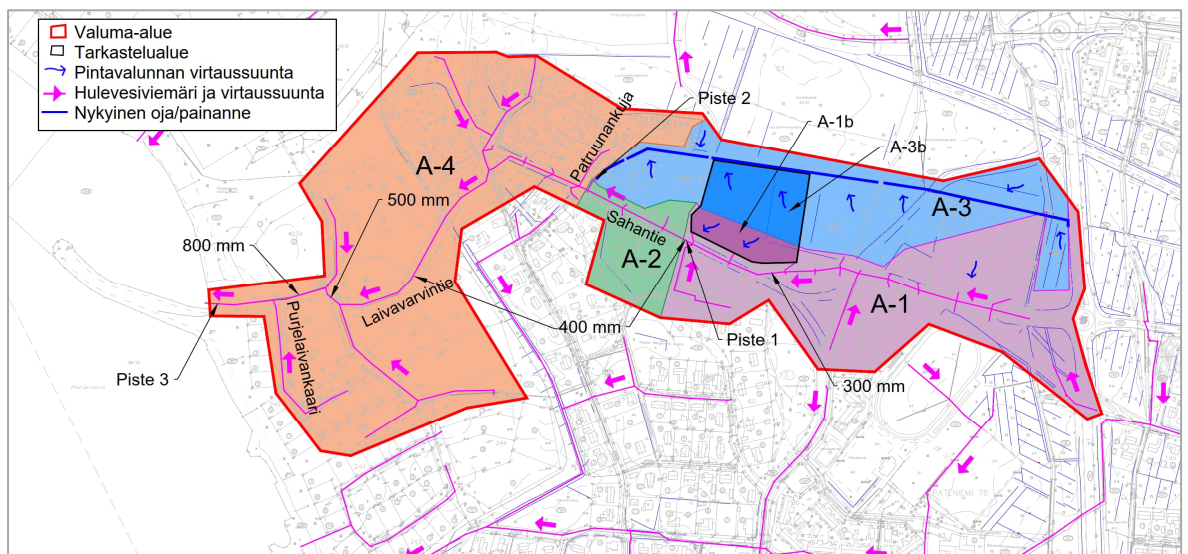 Valuma-alue
Tarkastelualue
Pintavalunnan virtaussuunta
Hulevesiviemäri ja virtaussuunta
Nykyinen oja/painanne
Piste 2
A-1b
A-3b
Patruunankuja
A-4
500 mm
A-3
Sahantie
800 mm
A-2
Laivavarvintie
A-1
400 mm
Purjelaivankaari
Piste 1
300 mm
Piste 3